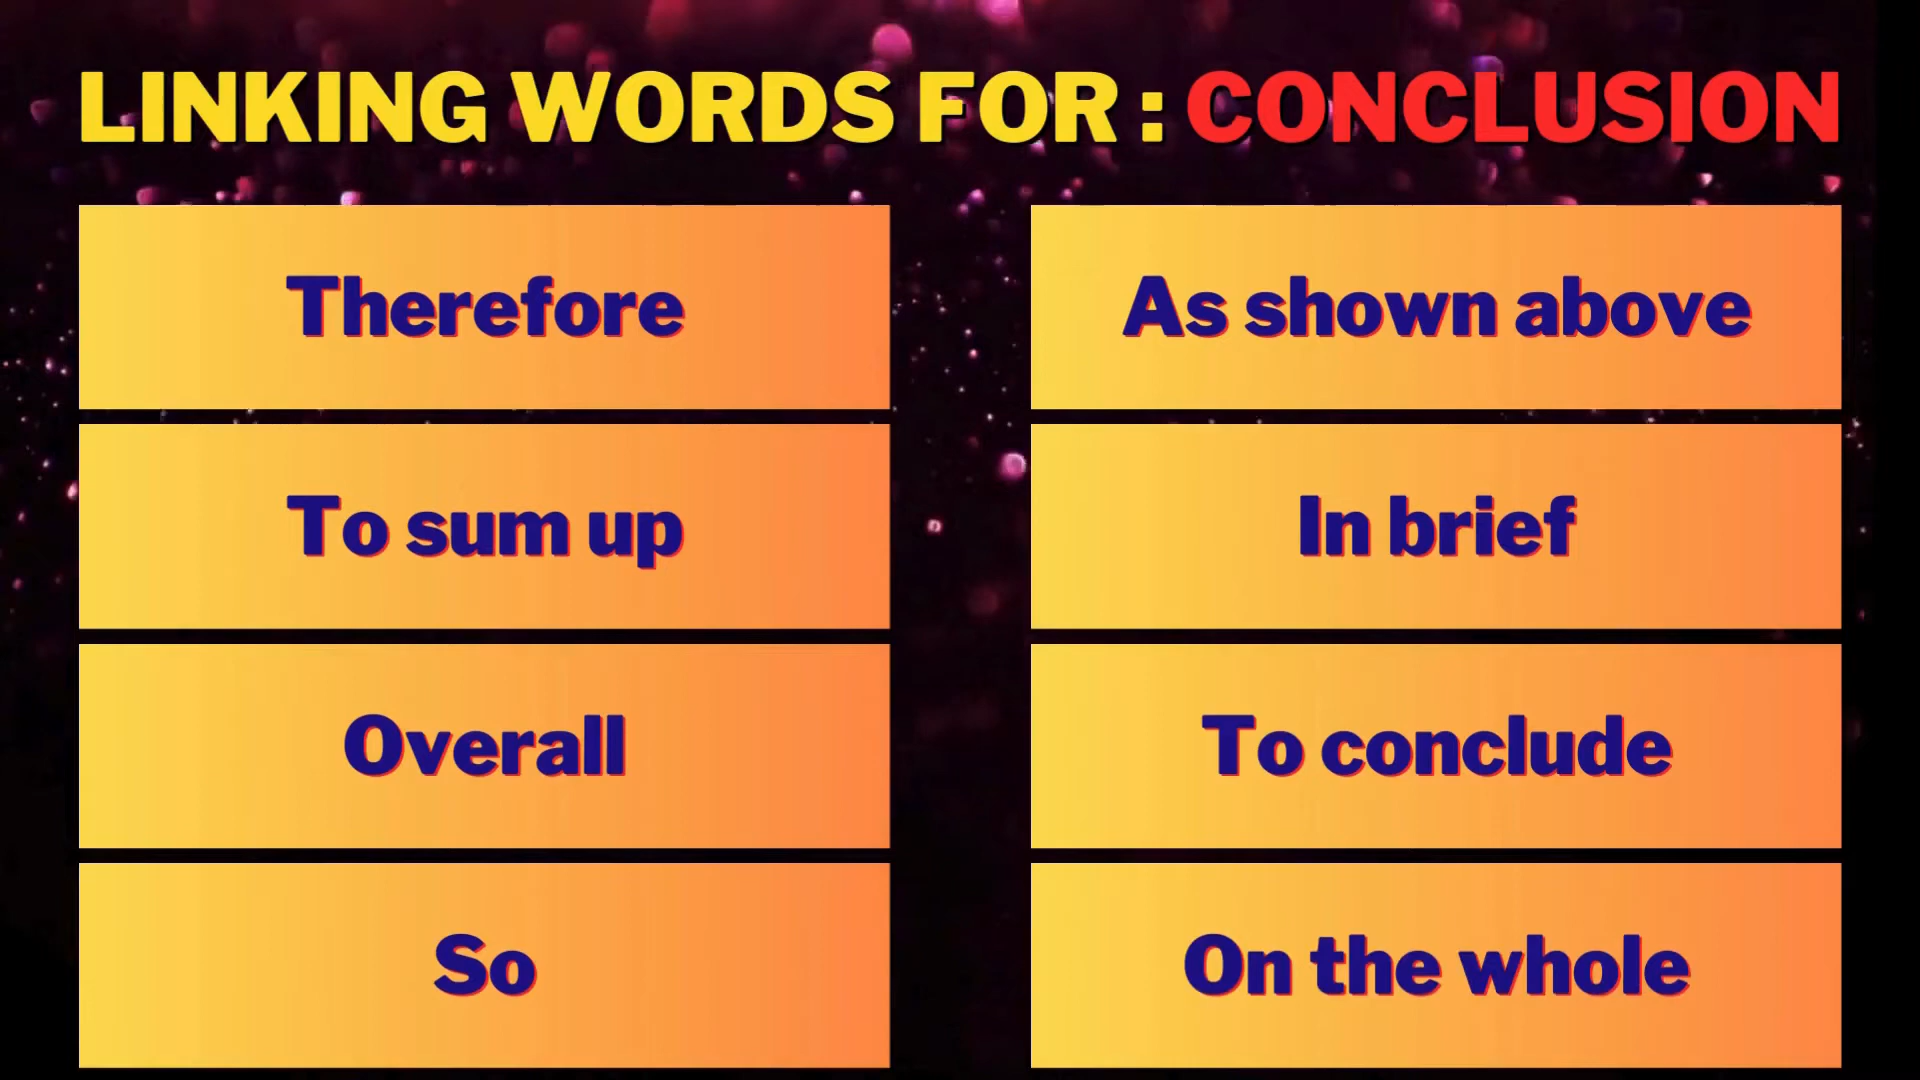 LINKING WORDS FOR : CONCLUSION
Therefore
As shown above
To sum up
In brief
Overall
To conclude
So
On the whole